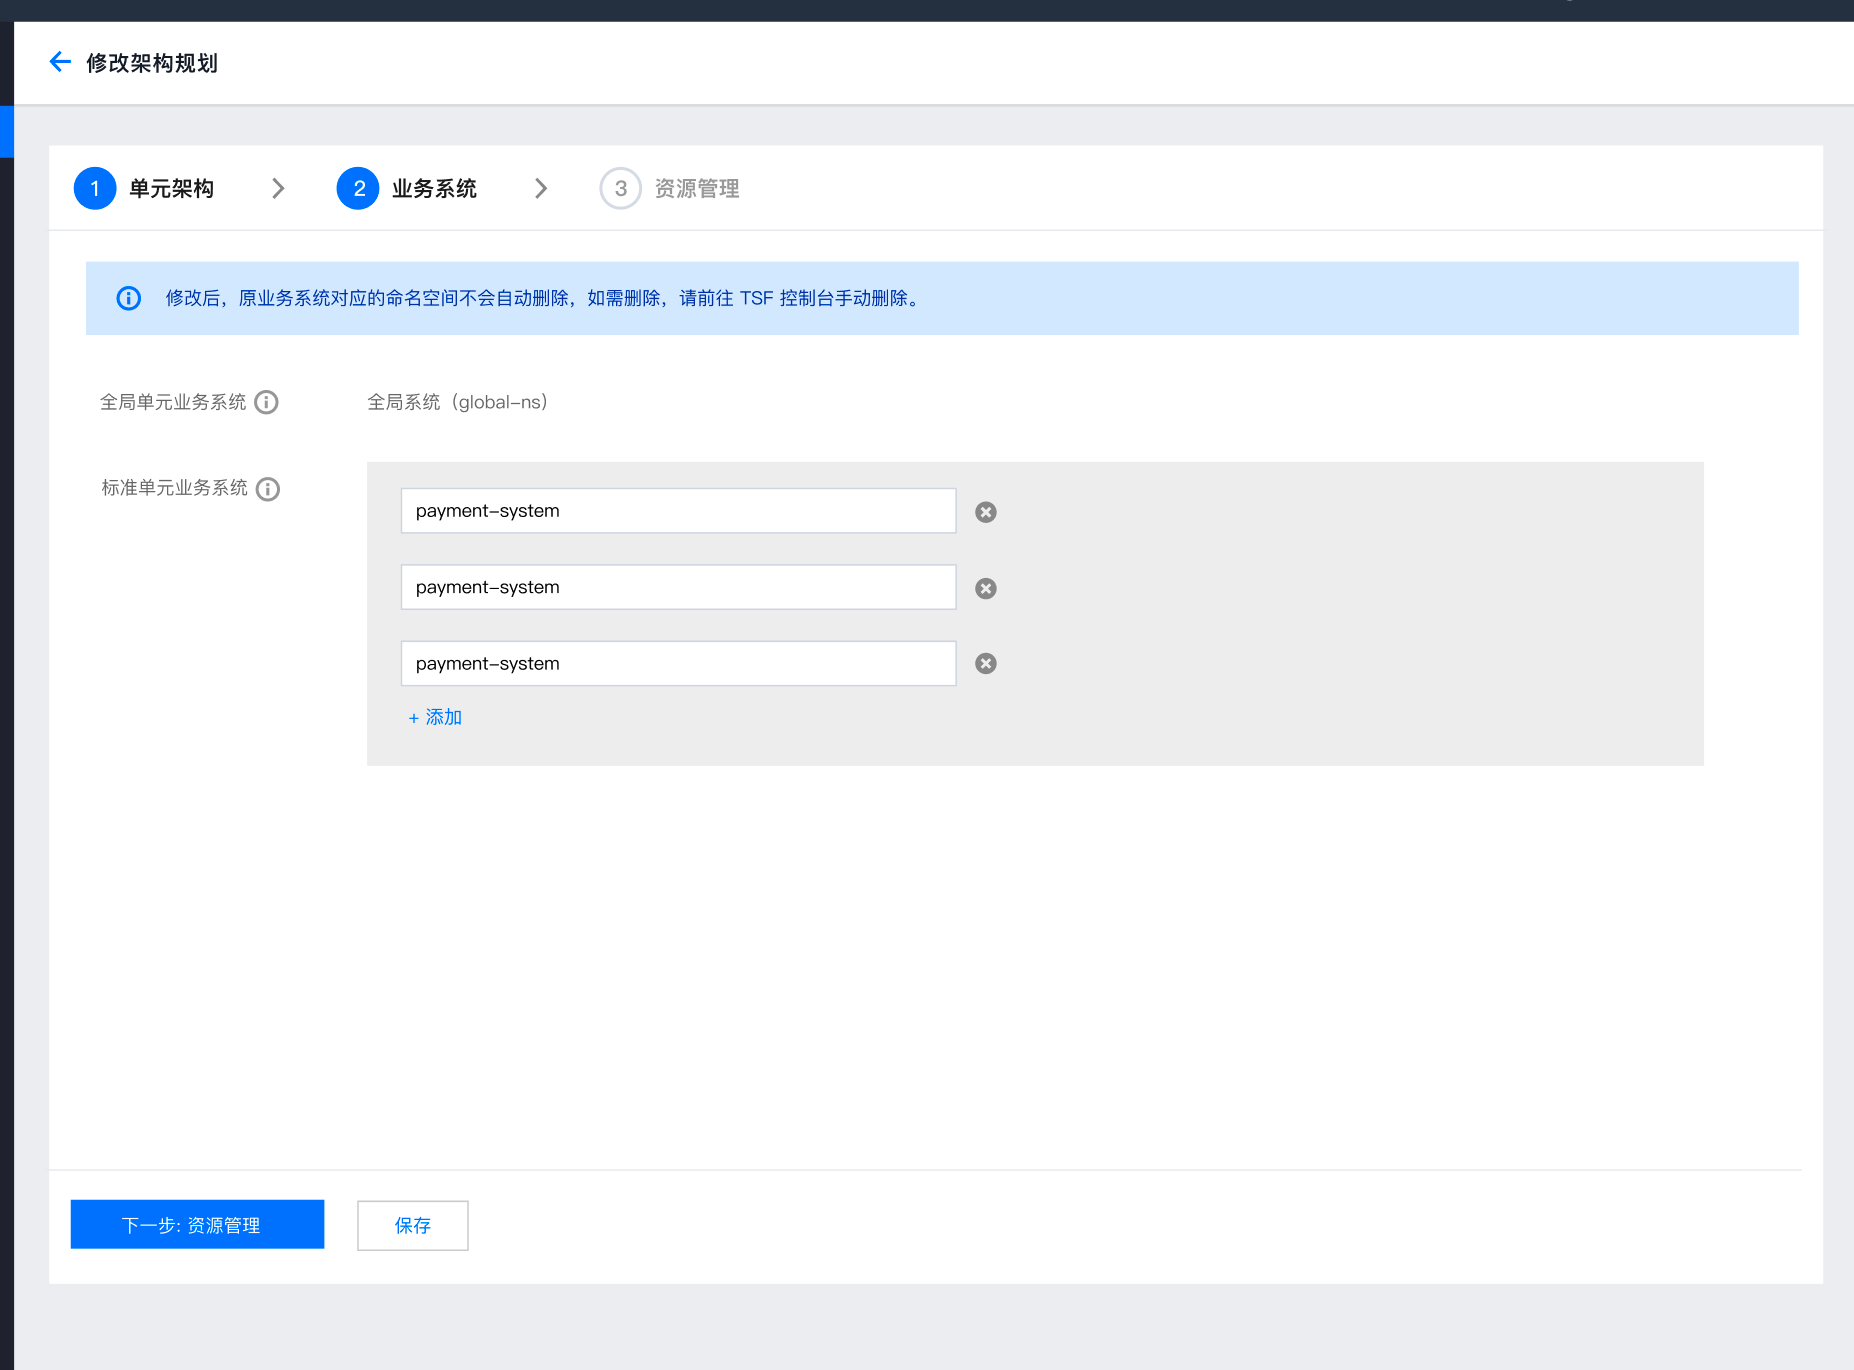 修改架构规划
1 单元架构 2 业务系统 3 资源管理
修改后，原业务系统对应的命名空间不会自动删除，如需删除，请前往 TSF 控制台手动删除。
全局单元业务系统 全局系统（global-ns）
标准单元业务系统
payment-system
payment-system
payment-system
+ 添加
下一步: 资源管理 保存